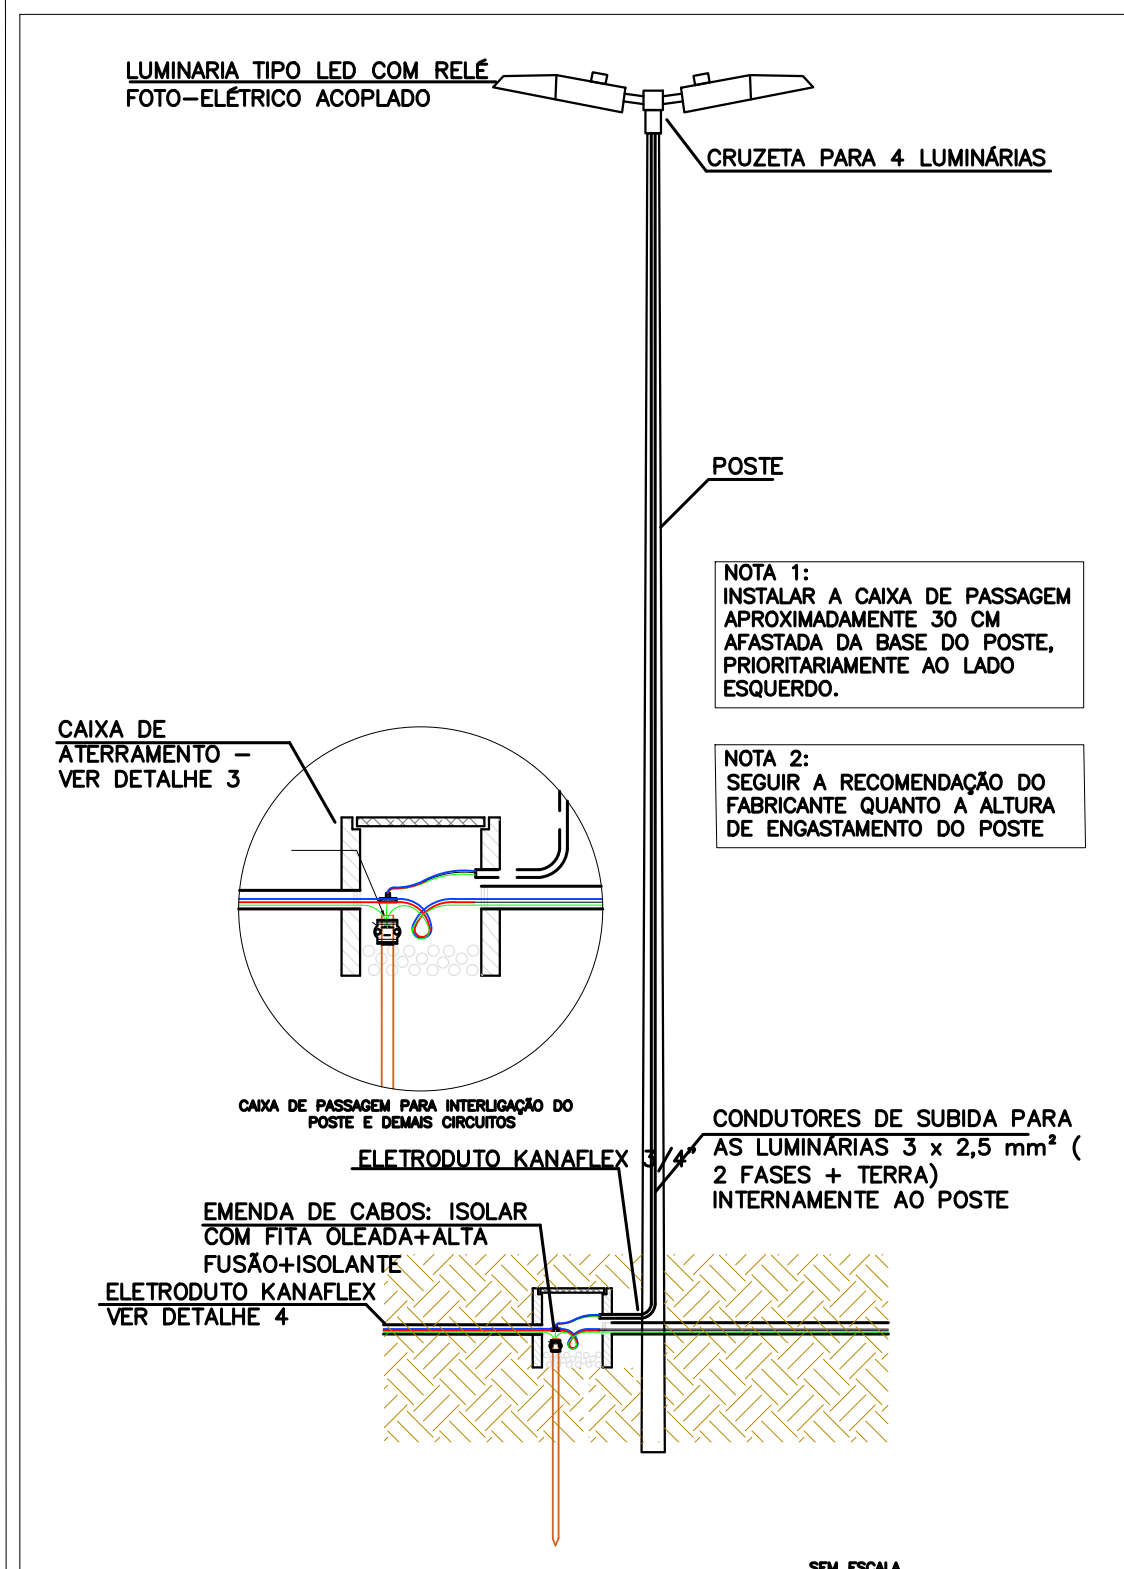 LUMINARIA TIPO LED COM RELÉ
FOTO-ELÉTRICO ACOPLADO
CRUZETA PARA 4 LUMINÁRIAS
POSTE
NOTA 1:
INSTALAR A CAIXA DE PASSAGEM
APROXIMADAMENTE 30 CM
AFASTADA DA BASE DO POSTE,
PRIORITARIAMENTE AO LADO
ESQUERDO.
CAIXA DE
ATERRAMENTO -
VER DETALHE 3
NOTA 2:
SEGUIR A RECOMENDAÇÃO DO
FABRICANTE QUANTO A ALTURA
DE ENGASTAMENTO DO POSTE
CAIXA DE PASSAGEM PARA INTERLIGAÇÃO DO
POSTE E DEMAIS CIRCUITOS
CONDUTORES DE SUBIDA PARA
AS LUMINÁRIAS 3 x 2,5 mm² (
2 FASES + TERRA)
INTERNAMENTE AO POSTE
ELETRODUTO KANAFLEX 3/4"
EMENDA DE CABOS: ISOLAR
COM FITA OLEADA+ALTA
FUSÃO+ISOLANTE
ELETRODUTO KANAFLEX
VER DETALHE 4
SEM ESCALA